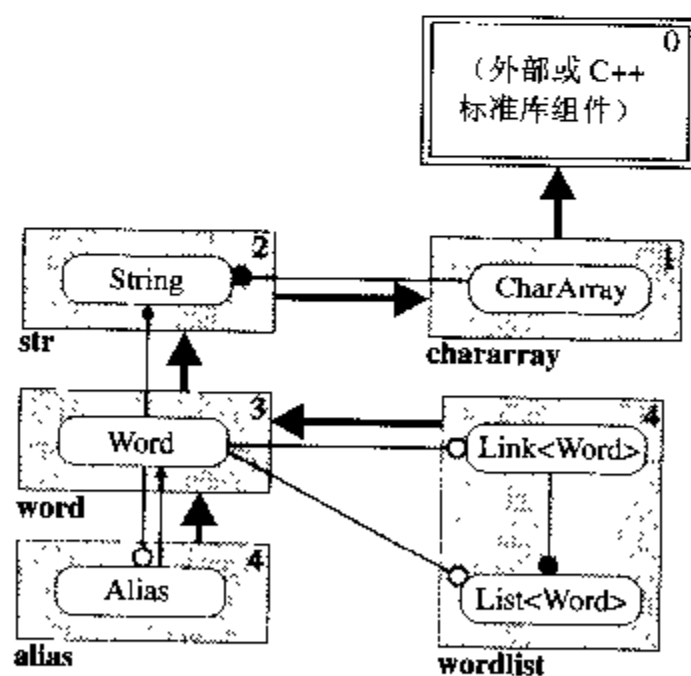 0
（外部或 C++
标准库组件）
2
String
str
1
CharArray
chararray
3
Word
word
4
Link<Word>
List<Word>
wordlist
4
Alias
alias